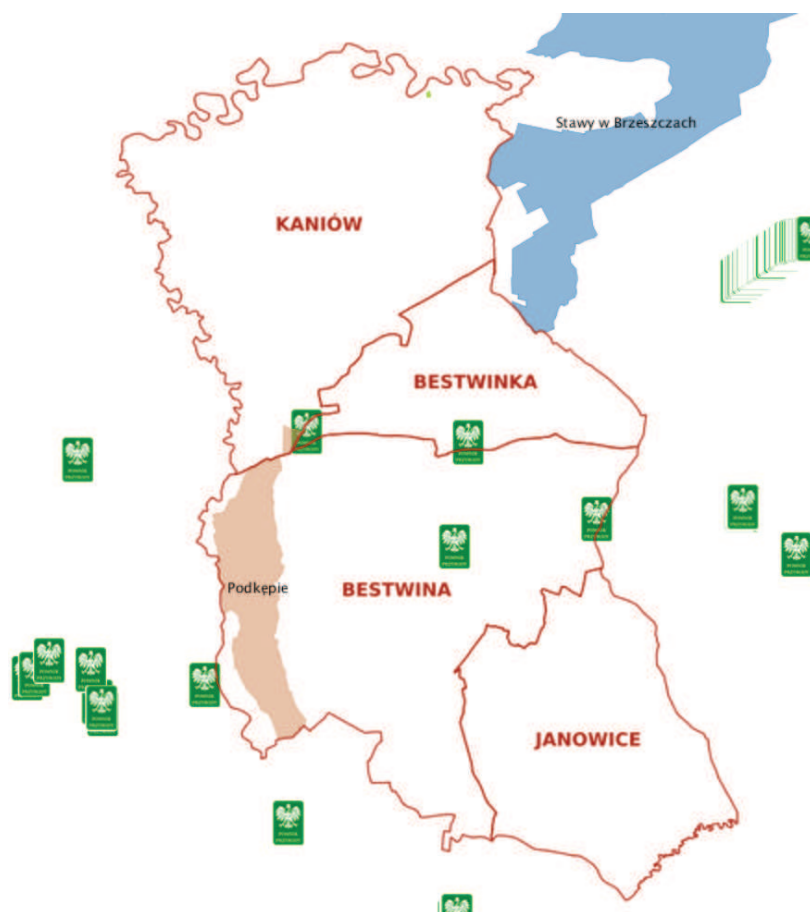 Stawy w Brzeszczach
KANIÓW
BESTWINKA
Podkępie
BESTWINA
JANOWICE